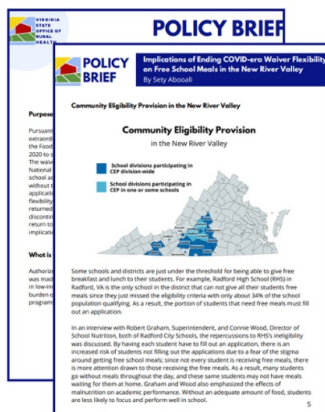 VIRGINIA
STATE
OFFICE OF
RURAL
HEALTH
POLICY BRIEF
Purpose
Pursuant
extraordi
the Food
2020 to s
The waiv
National
school ac
without t
applicatio
flexibility
returned
discontin
return to
implicatio
What is
Authoriz
was mad
in low-inc
burden o
program
POLICY
BRIEF
Implications of Ending COVID-era Waiver Flexibility
on Free School Meals in the New River Valley
By Sety Abooali
Community Eligibility Provision in the New River Valley
Community Eligibility Provision
in the New River Valley
School divisions participating in
CEP division-wide
School divisions participating in
CEP in one or some schools
Some schools and districts are just under the threshold for being able to give free
breakfast and lunch to their students. For example, Radford High School (RHS) in
Radford, VA is the only school in the district that can not give all their students free
meals since they just missed the eligibility criteria with only about 34% of the school
population qualifying. As a result, the portion of students that need free meals must fill
out an application.
In an interview with Robert Graham, Superintendent, and Connie Wood, Director of
School Nutrition, both of Radford City Schools, the repercussions to RHS's ineligibility
was discussed. By having each student have to fill out an application, there is an
increased risk of students not filling out the applications due to a fear of the stigma
around getting free school meals; since not every student is receiving free meals, there
is more attention drawn to those receiving the free meals. As a result, many students
go without meals throughout the day, and these same students may not have meals
waiting for them at home. Graham and Wood also emphasized the effects of
malnutrition on academic performance. Without an adequate amount of food, students
are less likely to focus and perform well in school.
5